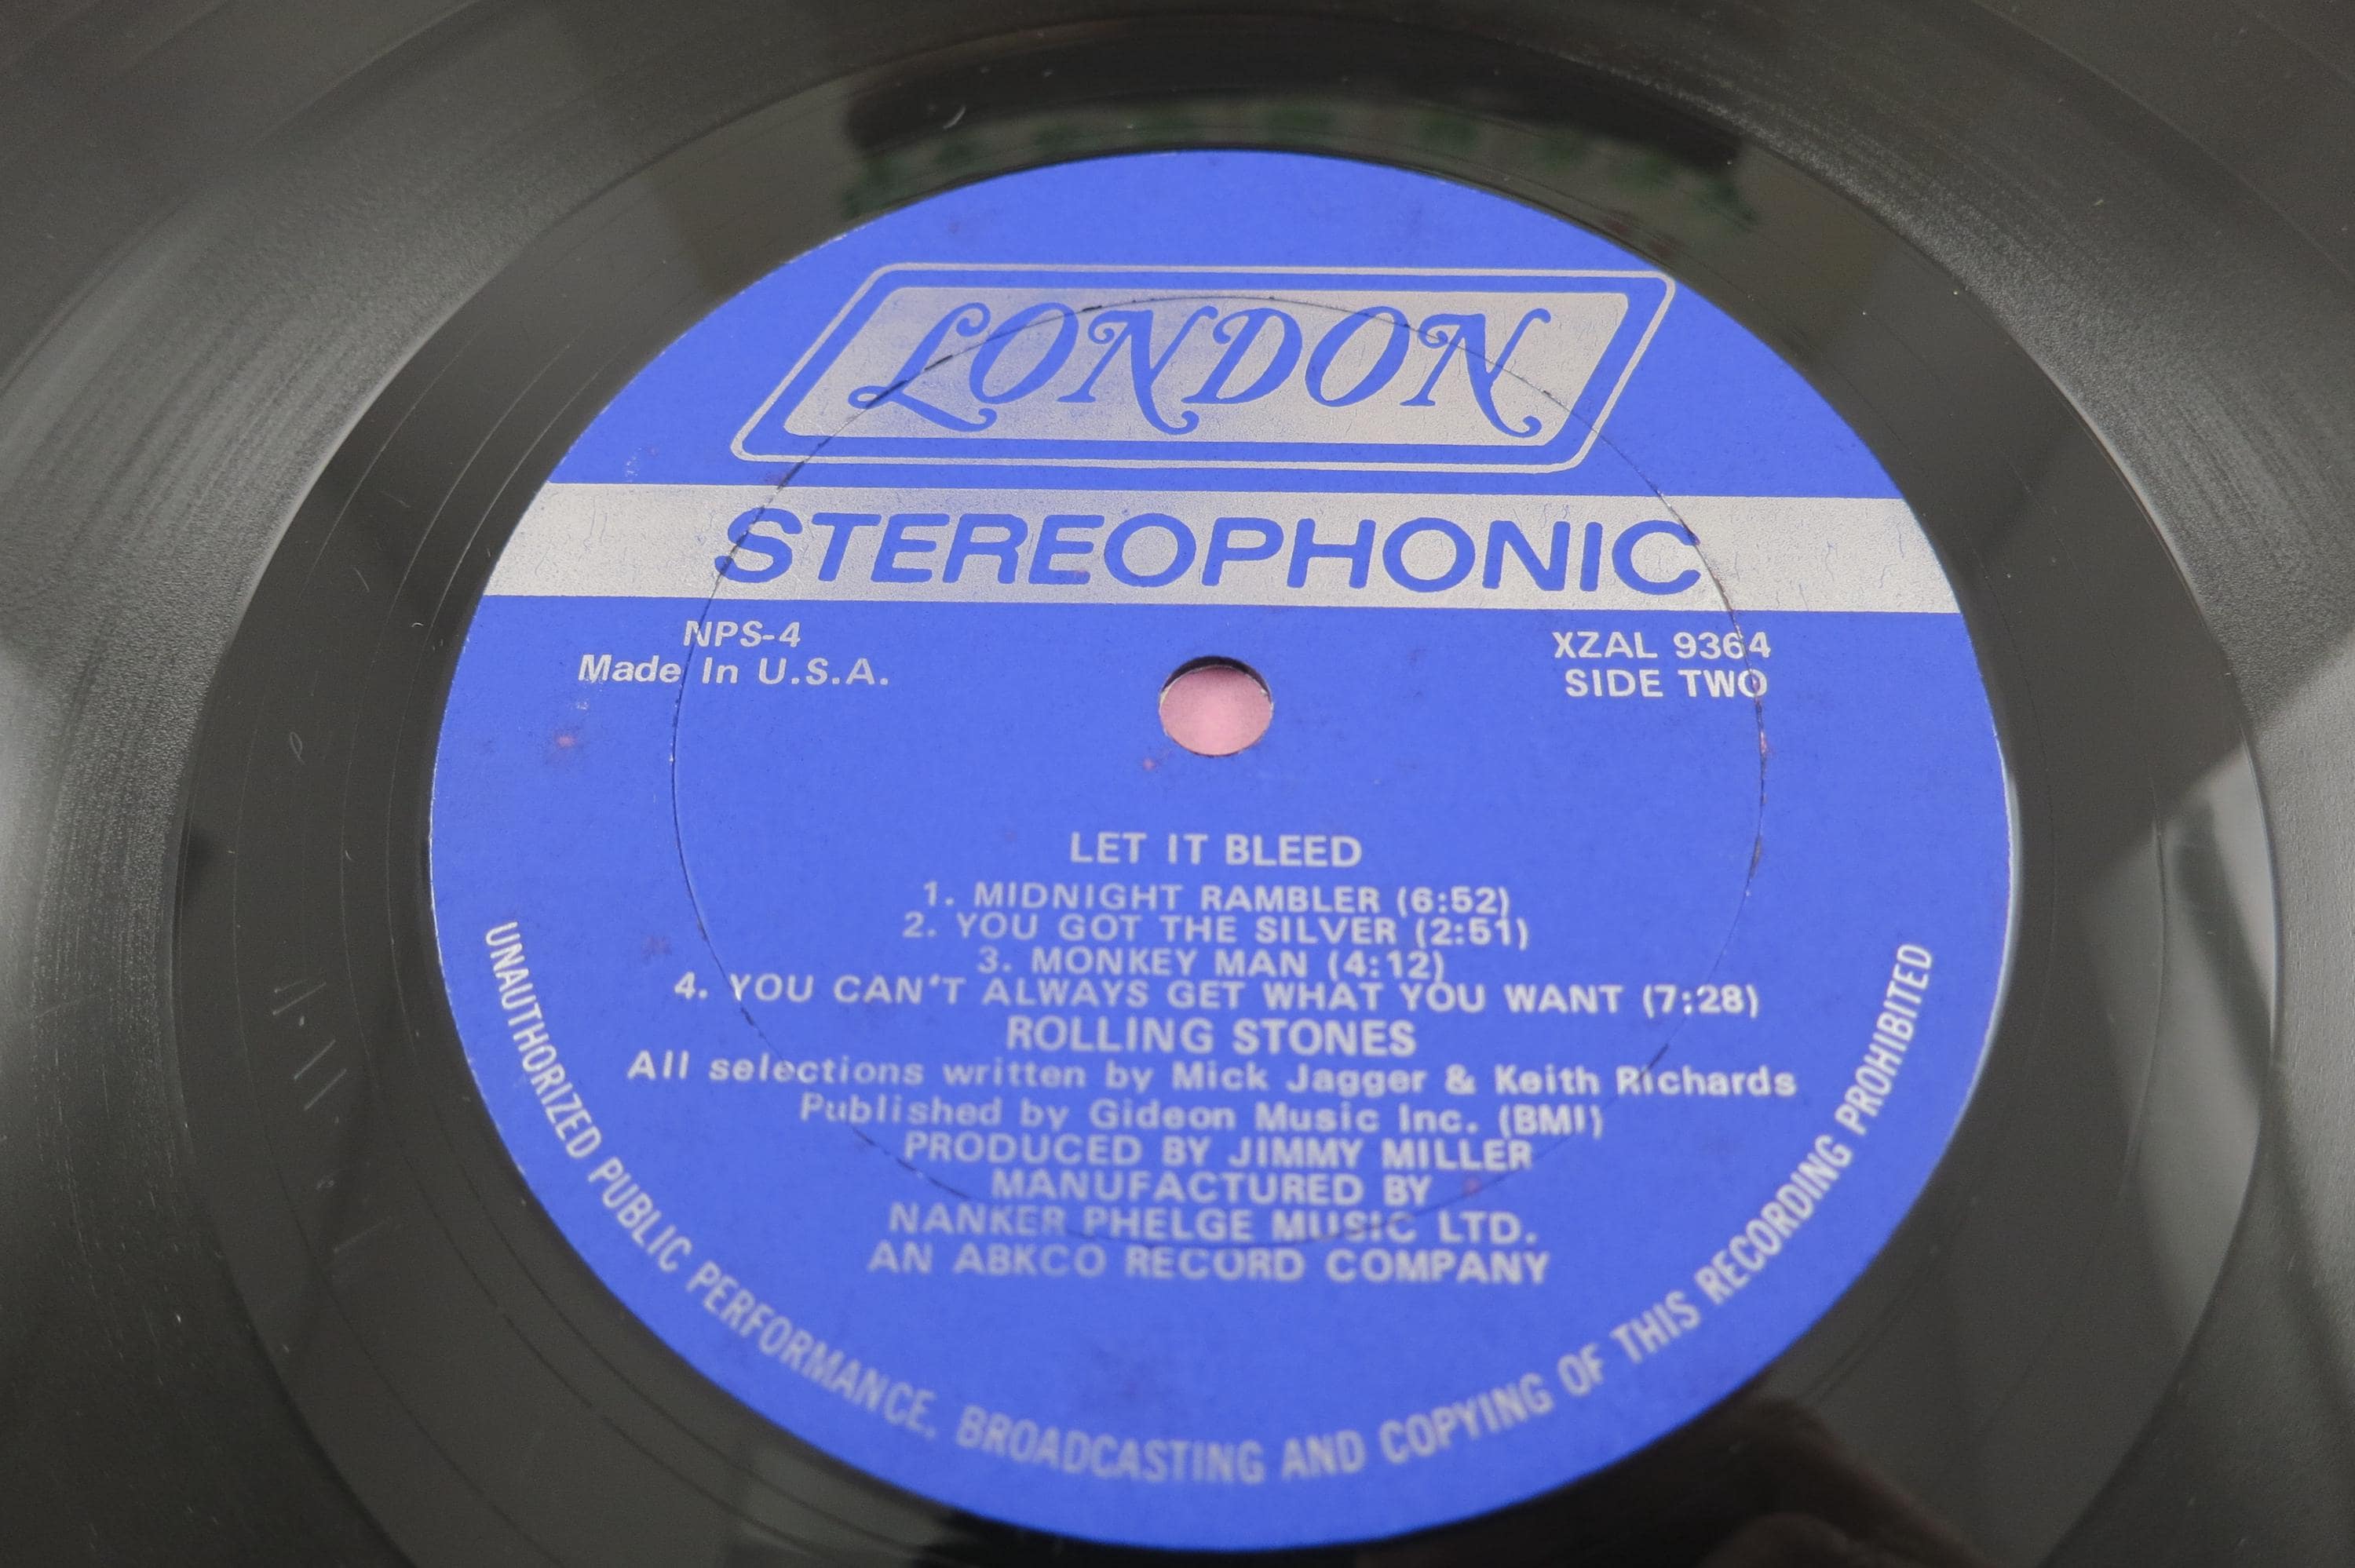 LONDON
STEREOPHONIC
NPS-4
Made In U.S.A.
XZAL 9364
SIDE TWO
LET IT BLEED
1. MIDNIGHT RAMBLER (6:52)
2. YOU GOT THE SILVER (2:51)
3. MONKEY MAN (4:12)
4. YOU CAN'T ALWAYS GET WHAT YOU WANT (7:28)
ROLLING STONES
All selections written by Mick Jagger & Keith Richards
Published by Gideon Music Inc. (BMI)
PRODUCED BY JIMMY MILLER
MANUFACTURED BY
NANKER PHELGE MUSIC LTD.
AN ABKCO RECORD COMPANY
UNAUTHORIZED PUBLIC PERFORMANCE, BROADCASTING AND COPYING OF THIS RECORDING PROHIBITED